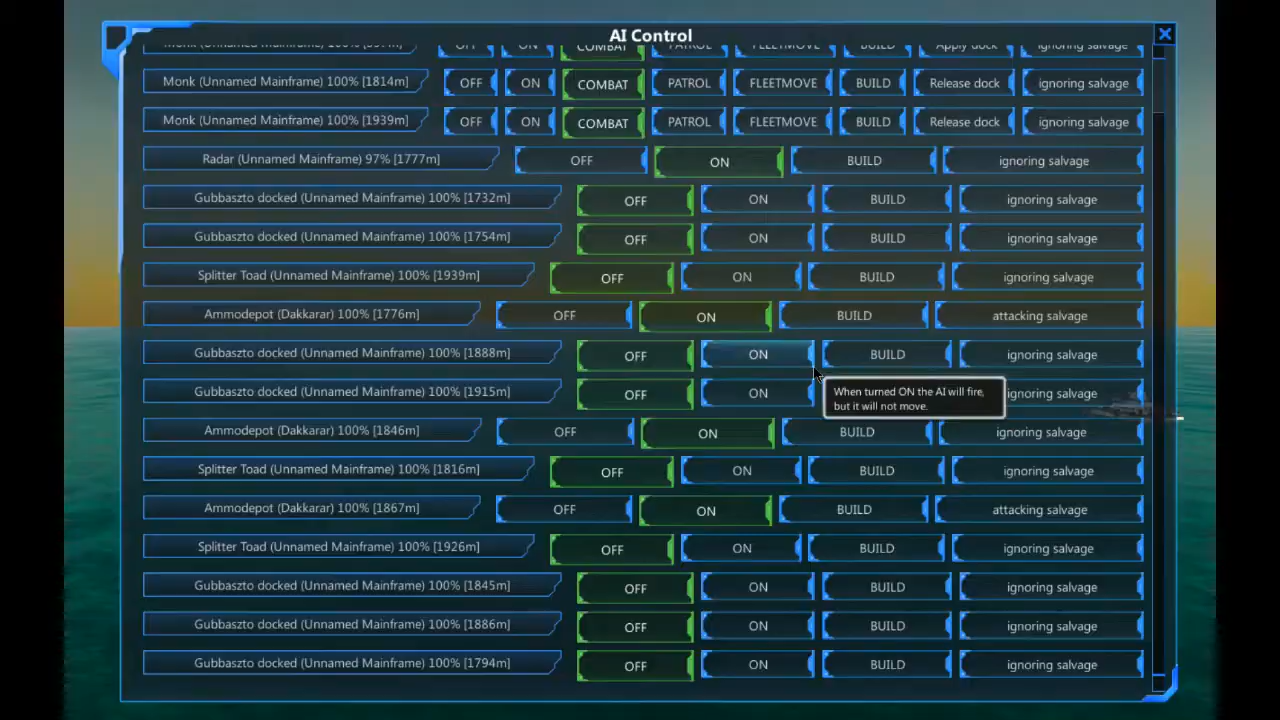 AI Control
OFF ON COMBAT PATROL FLEETMOVE BUILD Apply dock ignoring salvage
Monk (Unnamed Mainframe) 100% [1814m] OFF ON COMBAT PATROL FLEETMOVE BUILD Release dock ignoring salvage
Monk (Unnamed Mainframe) 100% [1939m] OFF ON COMBAT PATROL FLEETMOVE BUILD Release dock ignoring salvage
Radar (Unnamed Mainframe) 97% [1777m] OFF ON BUILD ignoring salvage
Gubbaszto docked (Unnamed Mainframe) 100% [1732m] OFF ON BUILD ignoring salvage
Gubbaszto docked (Unnamed Mainframe) 100% [1754m] OFF ON BUILD ignoring salvage
Splitter Toad (Unnamed Mainframe) 100% [1939m] OFF ON BUILD ignoring salvage
Ammodepot (Dakkarar) 100% [1776m] OFF ON BUILD attacking salvage
Gubbaszto docked (Unnamed Mainframe) 100% [1888m] OFF ON BUILD ignoring salvage
Gubbaszto docked (Unnamed Mainframe) 100% [1915m] OFF ON ignoring salvage
When turned ON the AI will fire,
but it will not move.
Ammodepot (Dakkarar) 100% [1846m] OFF ON BUILD ignoring salvage
Splitter Toad (Unnamed Mainframe) 100% [1816m] OFF ON BUILD ignoring salvage
Ammodepot (Dakkarar) 100% [1867m] OFF ON BUILD attacking salvage
Splitter Toad (Unnamed Mainframe) 100% [1926m] OFF ON BUILD ignoring salvage
Gubbaszto docked (Unnamed Mainframe) 100% [1845m] OFF ON BUILD ignoring salvage
Gubbaszto docked (Unnamed Mainframe) 100% [1886m] OFF ON BUILD ignoring salvage
Gubbaszto docked (Unnamed Mainframe) 100% [1794m] OFF ON BUILD ignoring salvage